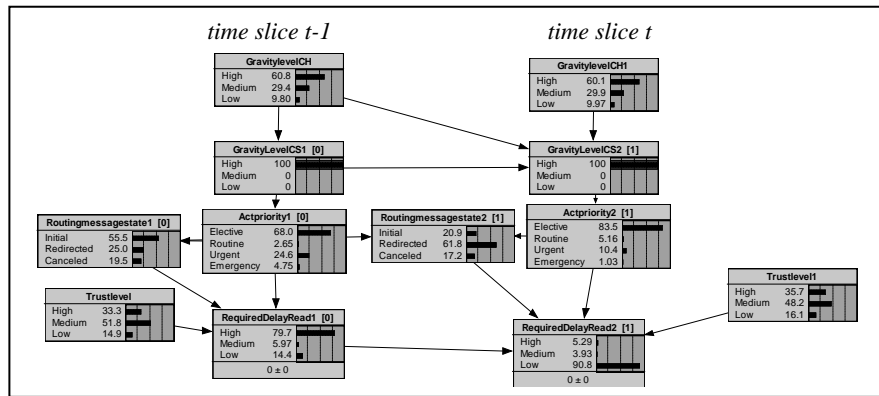 time slice t-1 time slice t
GravitylevelCH
High 60.8
Medium 29.4
Low 9.80
GravitylevelCH1
High 60.1
Medium 29.9
Low 9.97
GravityLevelCS1 [0]
High 100
Medium 0
Low 0
GravityLevelCS2 [1]
High 100
Medium 0
Low 0
Routingmessagestate1 [0]
Initial 55.5
Redirected 25.0
Canceled 19.5
Actpriority1 [0]
Elective 68.0
Routine 2.65
Urgent 24.6
Emergency 4.75
Routingmessagestate2 [1]
Initial 20.9
Redirected 61.8
Canceled 17.2
Actpriority2 [1]
Elective 83.5
Routine 5.16
Urgent 10.4
Emergency 1.03
Trustlevel
High 33.3
Medium 51.8
Low 14.9
RequiredDelayRead1 [0]
High 79.7
Medium 5.97
Low 14.4
0 ± 0
RequiredDelayRead2 [1]
High 5.29
Medium 3.93
Low 90.8
0 ± 0
Trustlevel1
High 35.7
Medium 48.2
Low 16.1